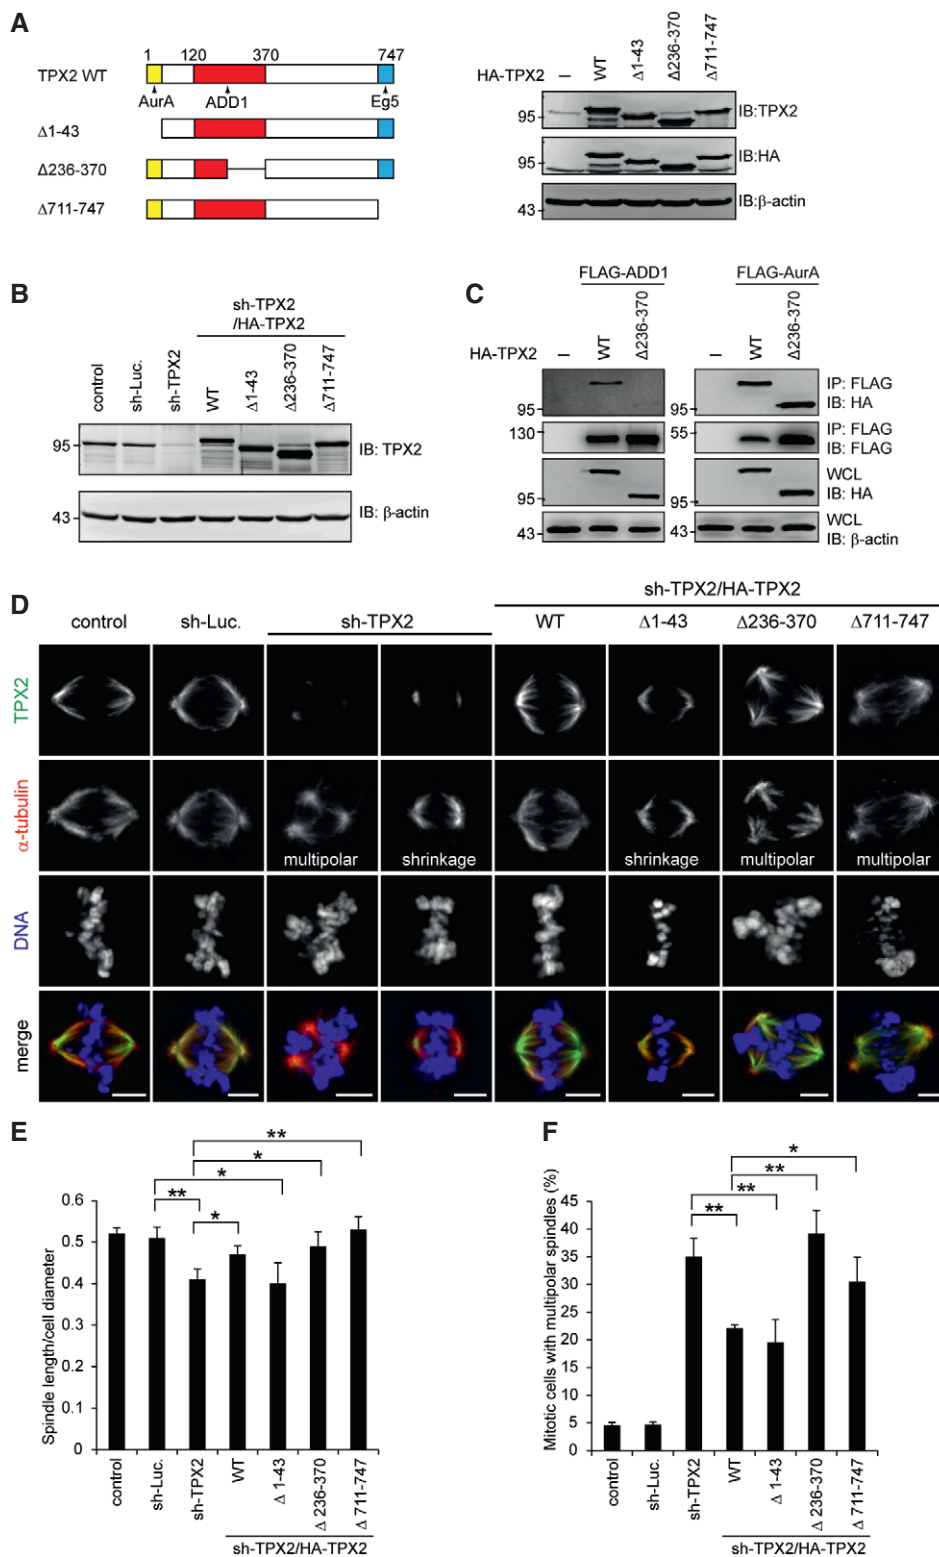 A
1 120 370 747
TPX2 WT
AurA ADD1 Eg5
Δ1-43
Δ236-370
Δ711-747
HA-TPX2 – WT Δ1-43 Δ236-370 Δ711-747
95 IB:TPX2
95 IB:HA
43 IB:β-actin
B
sh-TPX2
/HA-TPX2
control sh-Luc. sh-TPX2 WT Δ1-43 Δ236-370 Δ711-747
95 IB: TPX2
43 IB: β-actin
C
FLAG-ADD1 FLAG-AurA
HA-TPX2 – WT Δ236-370 – WT Δ236-370
95 95 IP: FLAG
IB: HA
130 55 IP: FLAG
IB: FLAG
95 95 WCL
IB: HA
43 43 WCL
IB: β-actin
D
sh-TPX2/HA-TPX2
control sh-Luc. sh-TPX2 WT Δ1-43 Δ236-370 Δ711-747
TPX2
α-tubulin
multipolar shrinkage shrinkage multipolar multipolar
DNA
merge
E
Spindle length/cell diameter
** * * * **
0.6
0.5
0.4
0.3
0.2
0.1
0
control sh-Luc. sh-TPX2 WT Δ 1-43 Δ 236-370 Δ 711-747
sh-TPX2/HA-TPX2
F
Mitotic cells with multipolar spindles (%)
** ** ** *
45
40
35
30
25
20
15
10
5
0
control sh-Luc. sh-TPX2 WT Δ 1-43 Δ 236-370 Δ 711-747
sh-TPX2/HA-TPX2